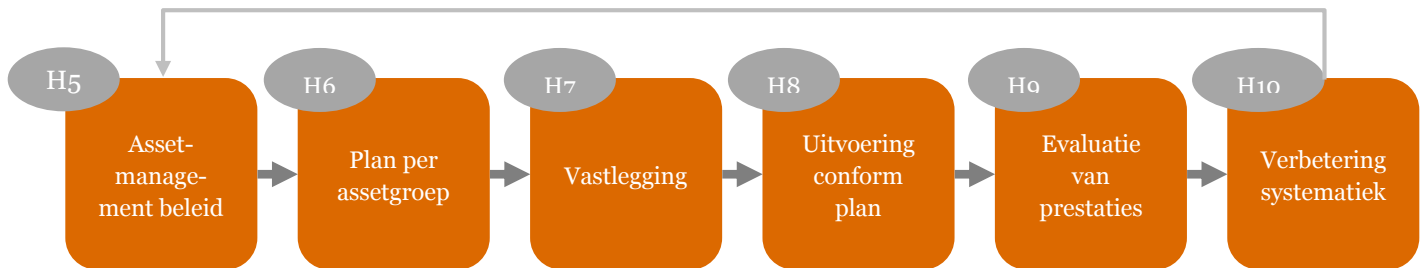 H5
Asset-
manage-
ment beleid
H6
Plan per
assetgroep
H7
Vastlegging
H8
Uitvoering
conform
plan
H9
Evaluatie
van
prestaties
H10
Verbetering
systematiek